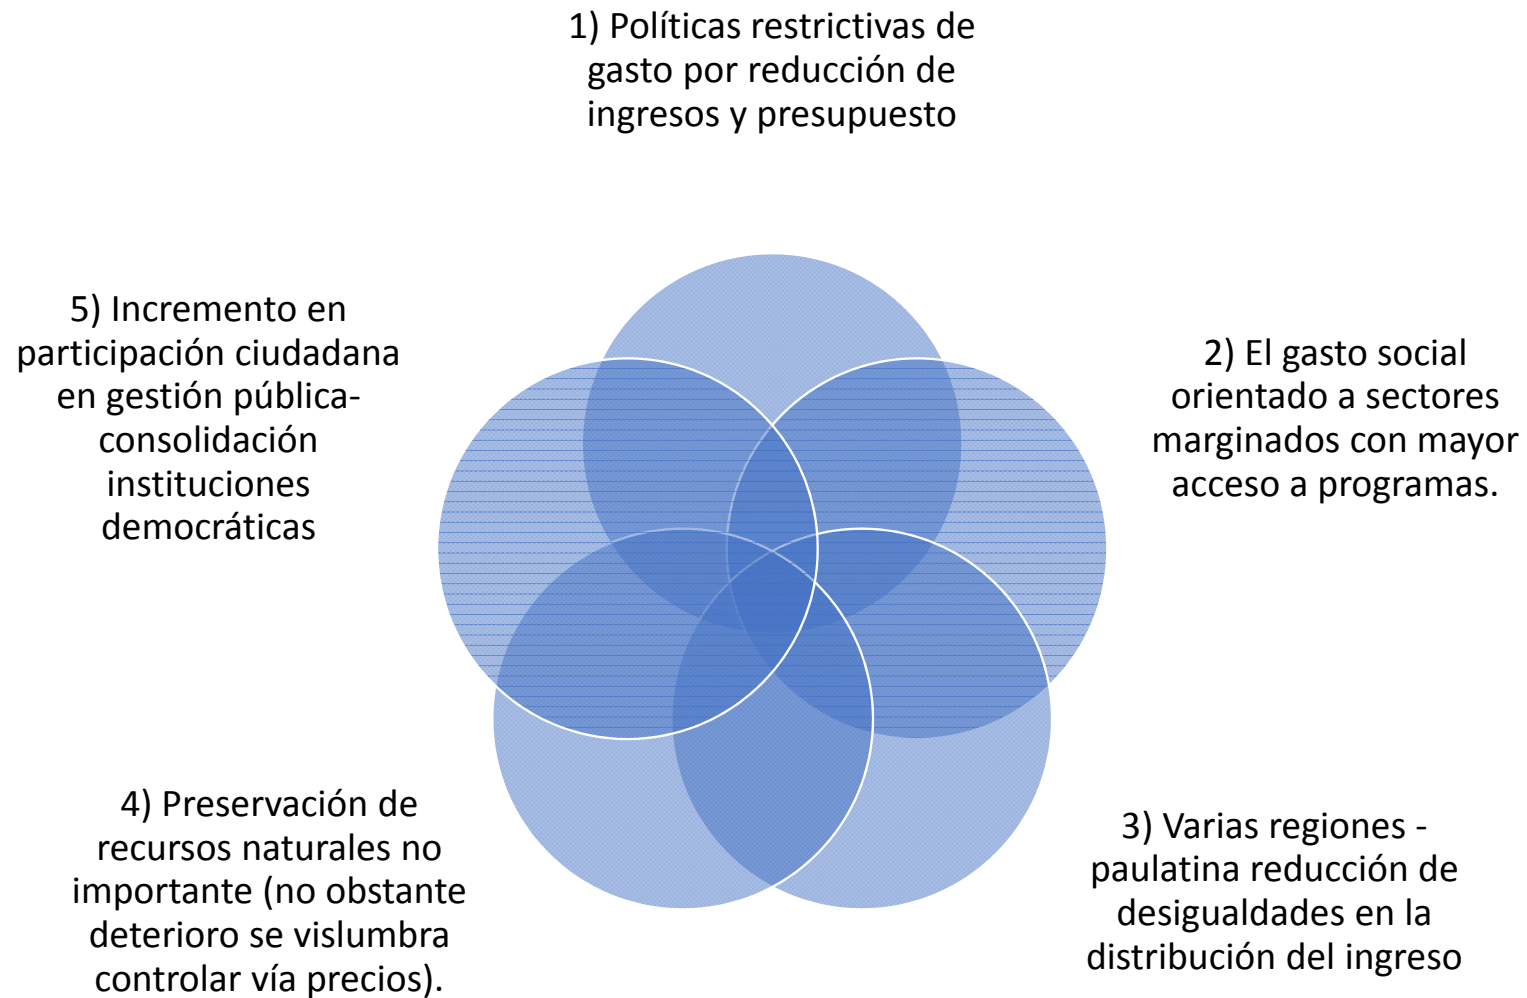 1) Políticas restrictivas de
gasto por reducción de
ingresos y presupuesto
2) El gasto social
orientado a sectores
marginados con mayor
acceso a programas.
3) Varias regiones -
paulatina reducción de
desigualdades en la
distribución del ingreso
4) Preservación de
recursos naturales no
importante (no obstante
deterioro se vislumbra
controlar vía precios).
5) Incremento en
participación ciudadana
en gestión pública-
consolidación
instituciones
democráticas